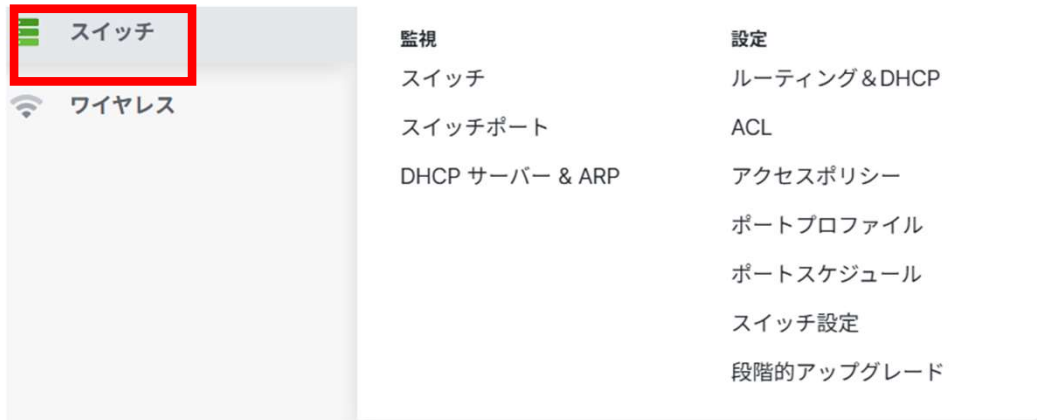 スイッチ
ワイヤレス
監視
スイッチ
スイッチポート
DHCP サーバー & ARP
設定
ルーティング＆DHCP
ACL
アクセスポリシー
ポートプロファイル
ポートスケジュール
スイッチ設定
段階的アップグレード